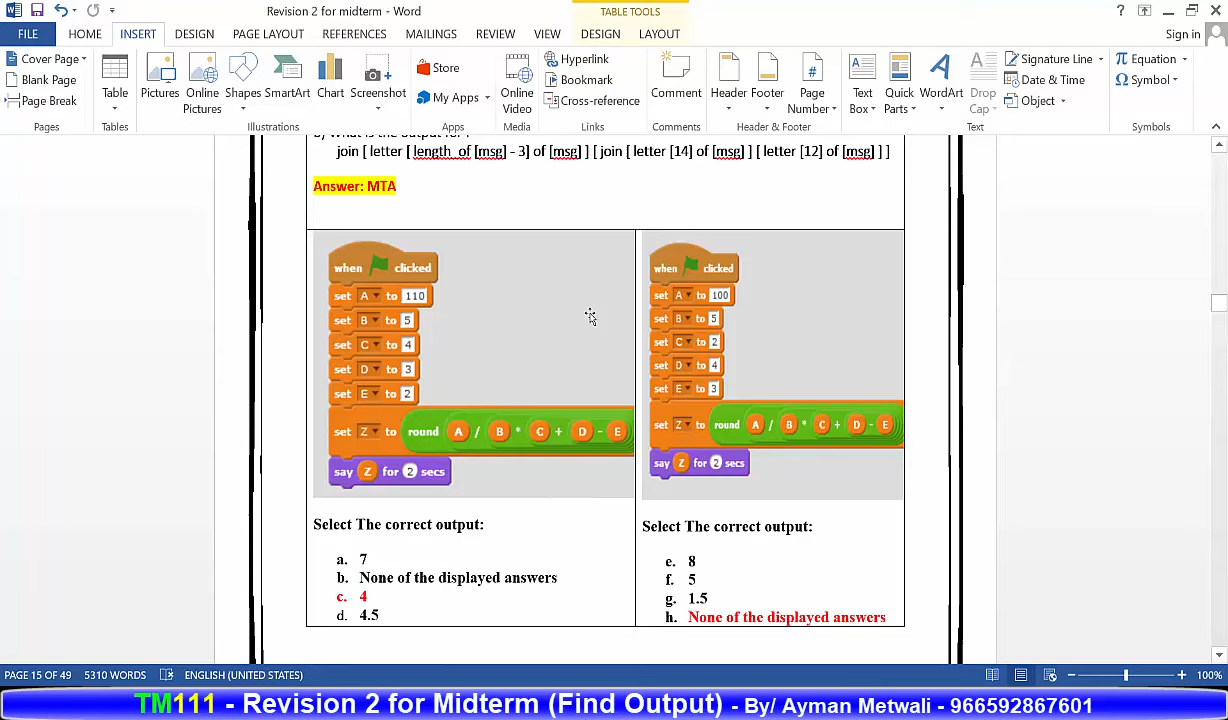 Revision 2 for midterm - Word
TABLE TOOLS
FILE HOME INSERT DESIGN PAGE LAYOUT REFERENCES MAILINGS REVIEW VIEW DESIGN LAYOUT Sign in
Cover Page
Blank Page
Page Break
Pages
Table
Tables
Pictures
Online Pictures
Shapes
SmartArt
Chart
Screenshot
Illustrations
Store
My Apps
Apps
Online Video
Media
Hyperlink
Bookmark
Cross-reference
Links
Comment
Comments
Header
Footer
Page Number
Header & Footer
Text Box
Quick Parts
WordArt
Drop Cap
Signature Line
Date & Time
Object
Text
Equation
Symbol
Symbols
join [ letter [ length of [msg] - 3] of [msg] ] [ join [ letter [14] of [msg] ] [ letter [12] of [msg] ] ]
Answer: MTA
when clicked
set A to 110
set B to 5
set C to 4
set D to 3
set E to 2
set Z to round A / B * C + D - E
say Z for 2 secs
Select The correct output:
a. 7
b. None of the displayed answers
c. 4
d. 4.5
when clicked
set A to 100
set B to 5
set C to 2
set D to 4
set E to 3
set Z to round A / B * C + D - E
say Z for 2 secs
Select The correct output:
e. 8
f. 5
g. 1.5
h. None of the displayed answers
PAGE 15 OF 49 5310 WORDS ENGLISH (UNITED STATES) 100%
TM111 - Revision 2 for Midterm (Find Output) - By/ Ayman Metwali - 966592867601